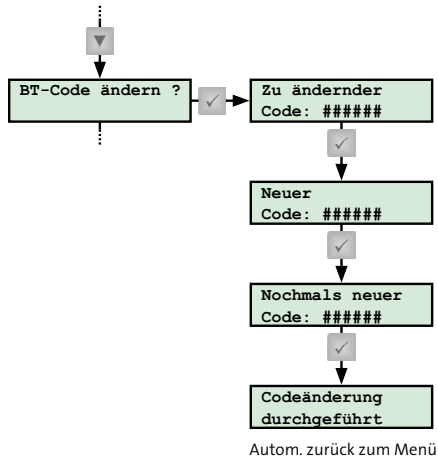 BT-Code ändern ?
Zu ändernder
Code: ######
Neuer
Code: ######
Nochmals neuer
Code: ######
Codeänderung
durchgeführt
Autom. zurück zum Menü